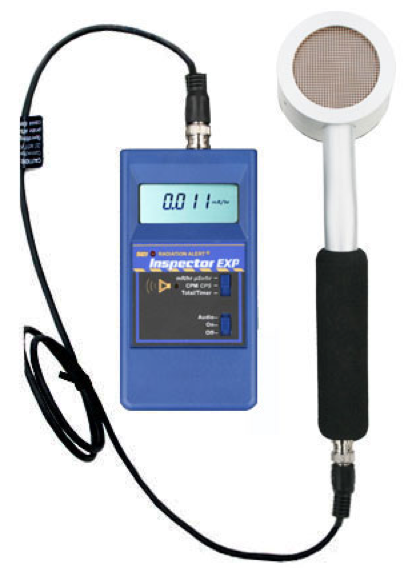 0.011 mR/hr
RADIATION ALERT®
Inspector EXP
mR/hr µSv/hr
CPM CPS
Total/Timer
Audio
On
Off